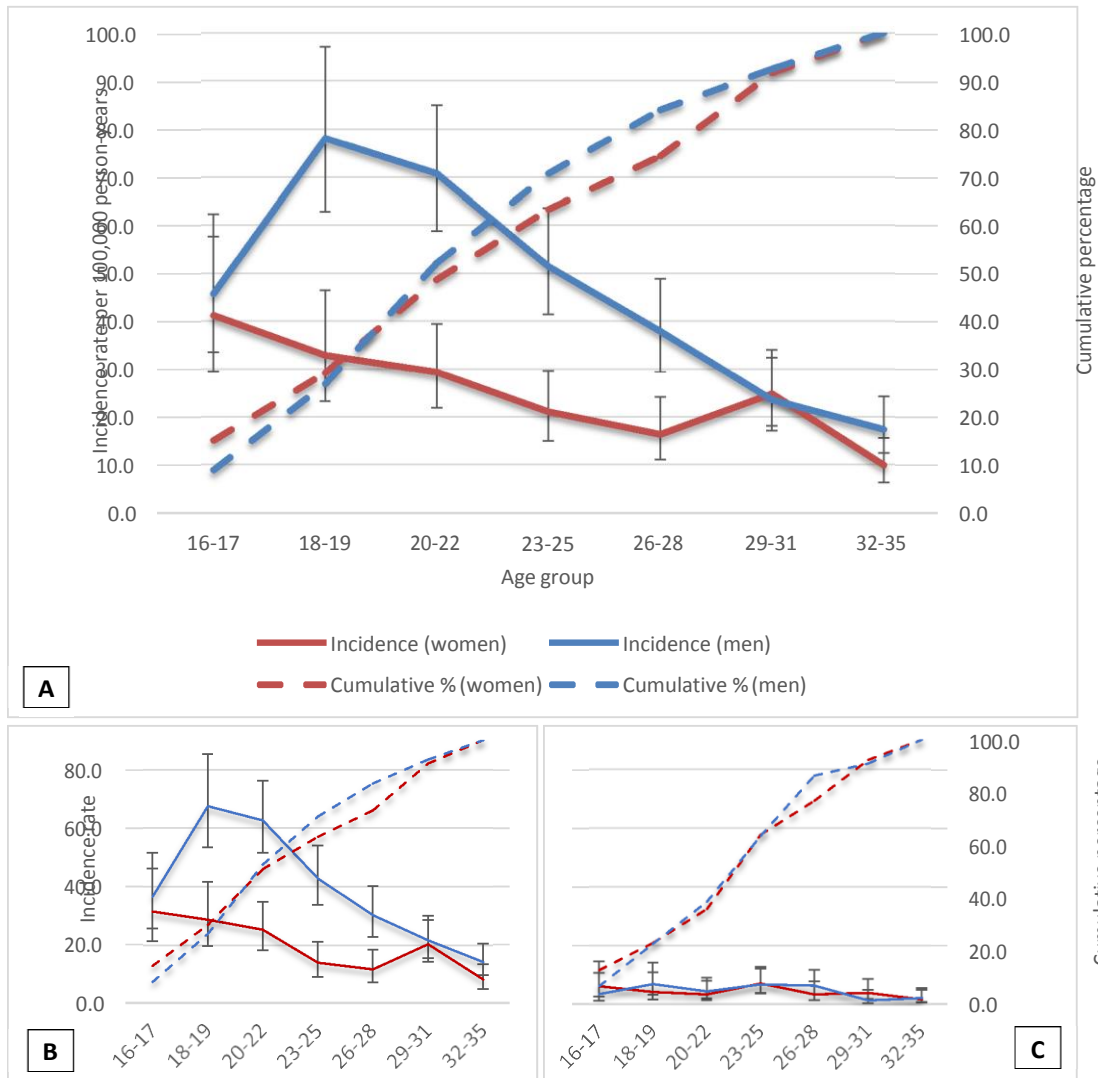 100.0
90.0
80.0
70.0
60.0
50.0
40.0
30.0
20.0
10.0
0.0
Incidence rate per 100,000 person-years
100.0
90.0
80.0
70.0
60.0
50.0
40.0
30.0
20.0
10.0
0.0
Cumulative percentage
16-17 18-19 20-22 23-25 26-28 29-31 32-35
Age group
Incidence (women) Incidence (men)
Cumulative % (women) Cumulative % (men)
A
80.0
60.0
40.0
20.0
0.0
Incidence rate
16-17 18-19 20-22 23-25 26-28 29-31 32-35
B
100.0
80.0
60.0
40.0
20.0
0.0
Cumulative percentage
16-17 18-19 20-22 23-25 26-28 29-31 32-35
C